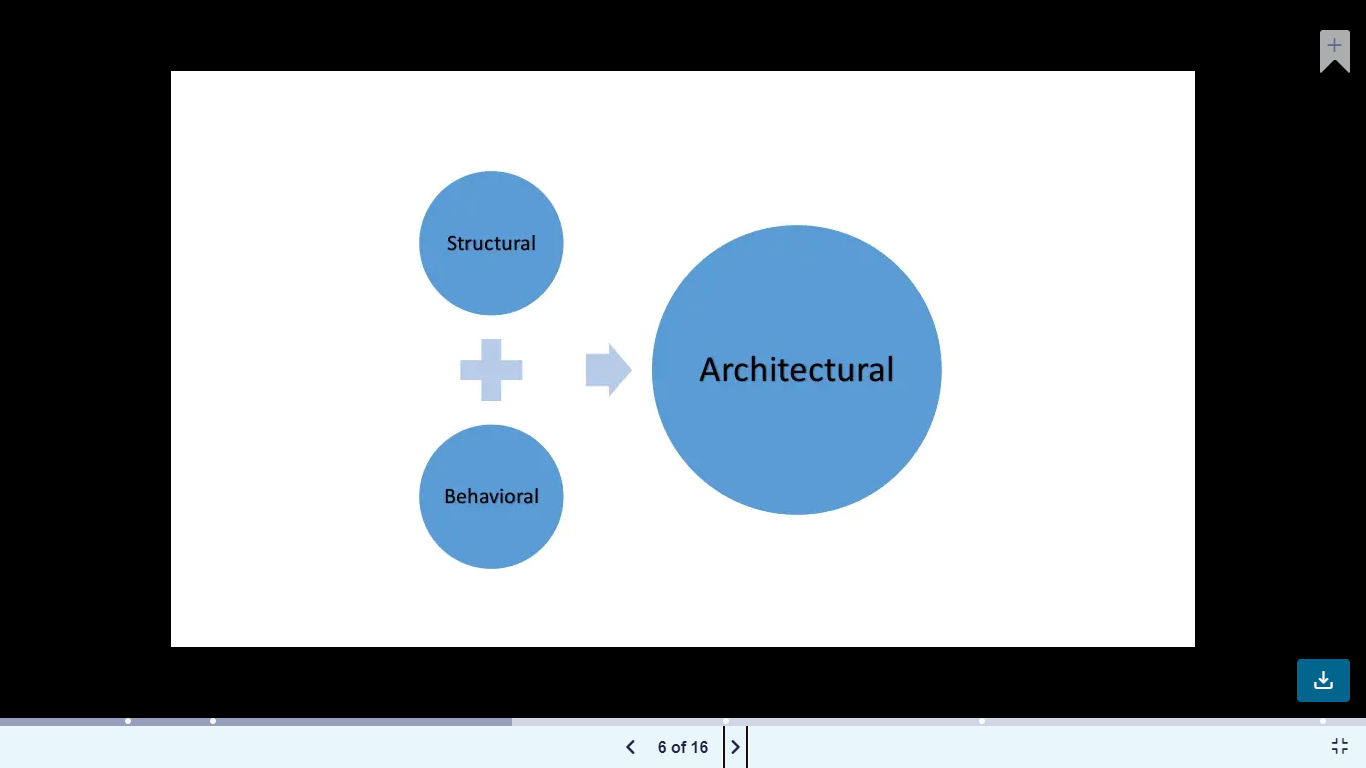 Structural
Architectural
Behavioral
6 of 16